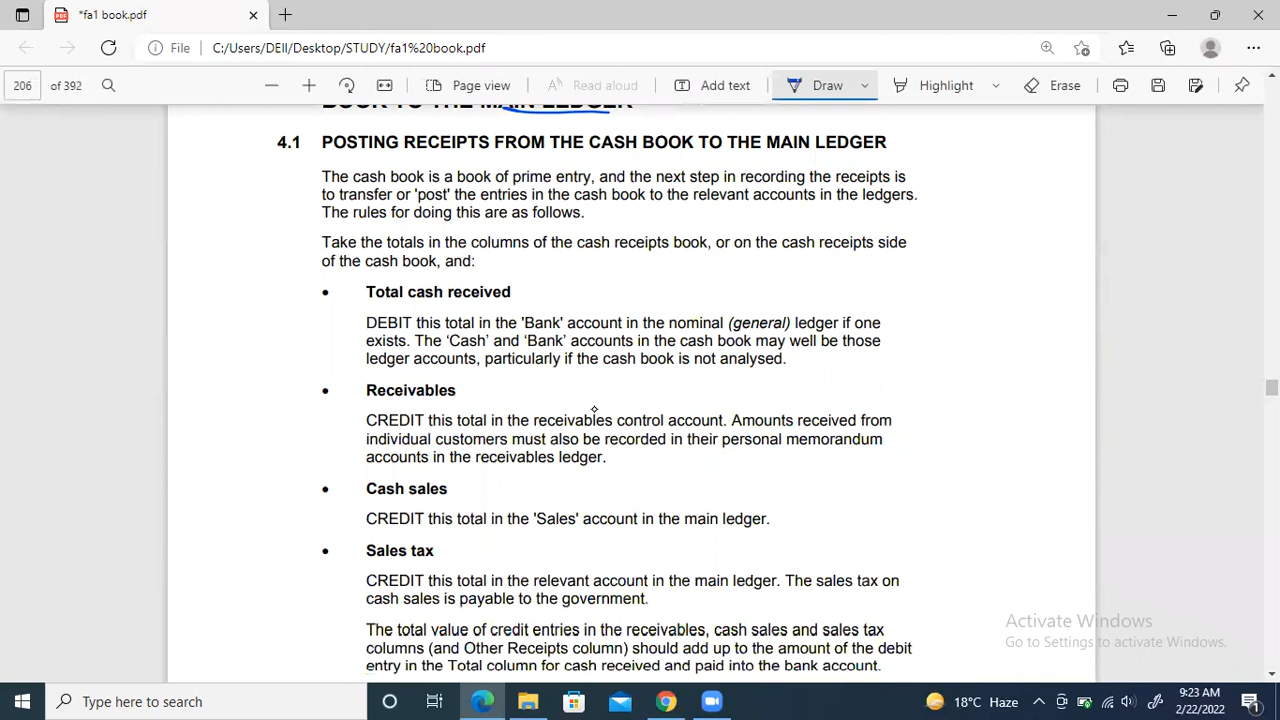 *fa1 book.pdf
File
C:/Users/DEll/Desktop/STUDY/fa1%20book.pdf
206 of 392
Page view
Read aloud
Add text
Draw
Highlight
Erase
BOOK TO THE MAIN LEDGER
4.1 POSTING RECEIPTS FROM THE CASH BOOK TO THE MAIN LEDGER
The cash book is a book of prime entry, and the next step in recording the receipts is
to transfer or 'post' the entries in the cash book to the relevant accounts in the ledgers.
The rules for doing this are as follows.
Take the totals in the columns of the cash receipts book, or on the cash receipts side
of the cash book, and:
• Total cash received
DEBIT this total in the 'Bank' account in the nominal (general) ledger if one
exists. The ‘Cash’ and ‘Bank’ accounts in the cash book may well be those
ledger accounts, particularly if the cash book is not analysed.
• Receivables
CREDIT this total in the receivables control account. Amounts received from
individual customers must also be recorded in their personal memorandum
accounts in the receivables ledger.
• Cash sales
CREDIT this total in the 'Sales' account in the main ledger.
• Sales tax
CREDIT this total in the relevant account in the main ledger. The sales tax on
cash sales is payable to the government.
The total value of credit entries in the receivables, cash sales and sales tax
columns (and Other Receipts column) should add up to the amount of the debit
entry in the Total column for cash received and paid into the bank account.
Activate Windows
Go to Settings to activate Windows.
Type here to search
18°C Haze
9:23 AM
2/22/2022
1